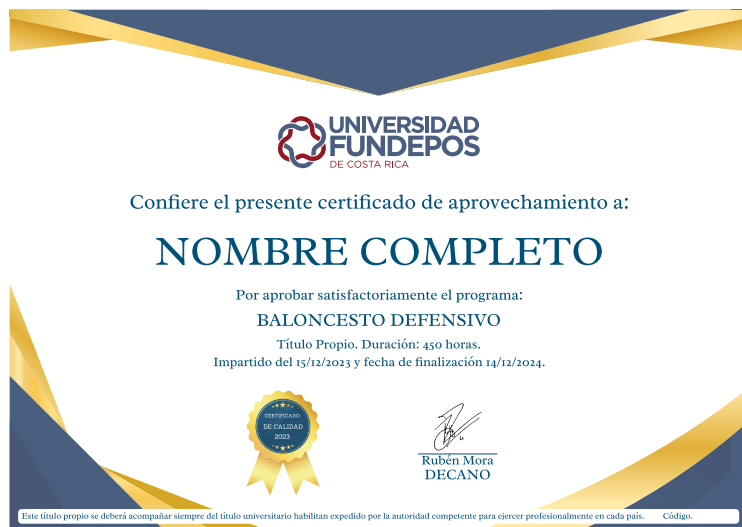 UNIVERSIDAD
FUNDEPOS
DE COSTA RICA
Confiere el presente certificado de aprovechamiento a:
NOMBRE COMPLETO
Por aprobar satisfactoriamente el programa:
BALONCESTO DEFENSIVO
Título Propio. Duración: 450 horas.
Impartido del 15/12/2023 y fecha de finalización 14/12/2024.
CERTIFICADO
DE CALIDAD
2023
Rubén Mora
DECANO
Este título propio se deberá acompañar siempre del título universitario habilitan expedido por la autoridad competente para ejercer profesionalmente en cada país. Código.